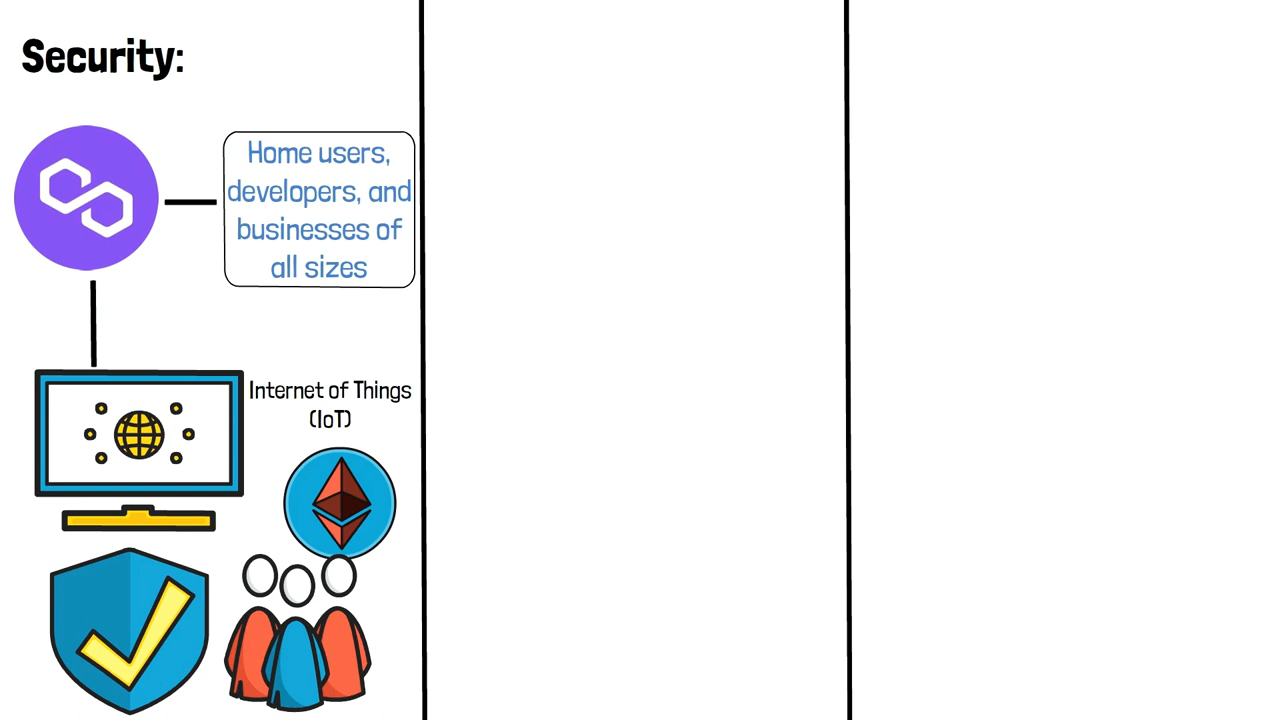 Security:
Home users,
developers, and
businesses of
all sizes
Internet of Things
(IoT)